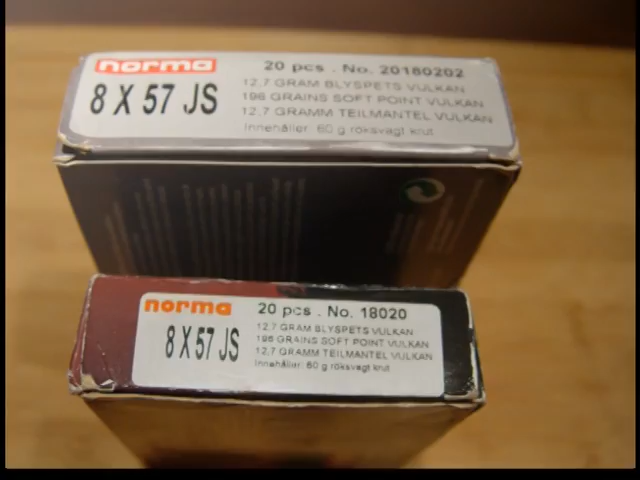 norma
20 pcs . No. 20180202
8 X 57 JS
12.7 GRAM BLYSPETS VULKAN
196 GRAINS SOFT POINT VULKAN
12.7 GRAMM TEILMANTEL VULKAN
Innehåller 60 g röksvagt krut
norma
20 pcs . No. 18020
8 X 57 JS
12.7 GRAM BLYSPETS VULKAN
196 GRAINS SOFT POINT VULKAN
12.7 GRAMM TEILMANTEL VULKAN
Innehåller: 60 g röksvagt krut